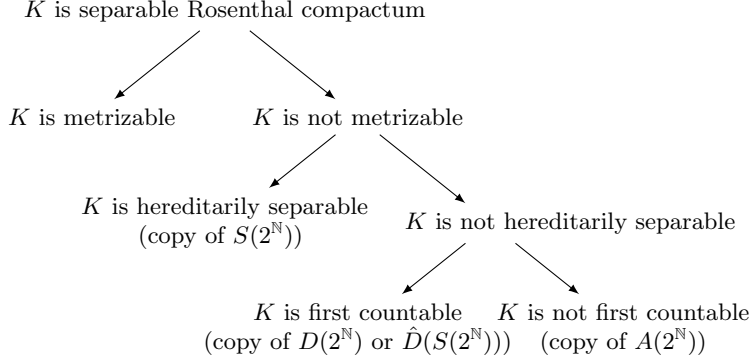 K is separable Rosenthal compactum
K is metrizable
K is not metrizable
K is hereditarily separable
(copy of S(2^ℕ))
K is not hereditarily separable
K is first countable
(copy of D(2^ℕ) or D̂(S(2^ℕ)))
K is not first countable
(copy of A(2^ℕ))